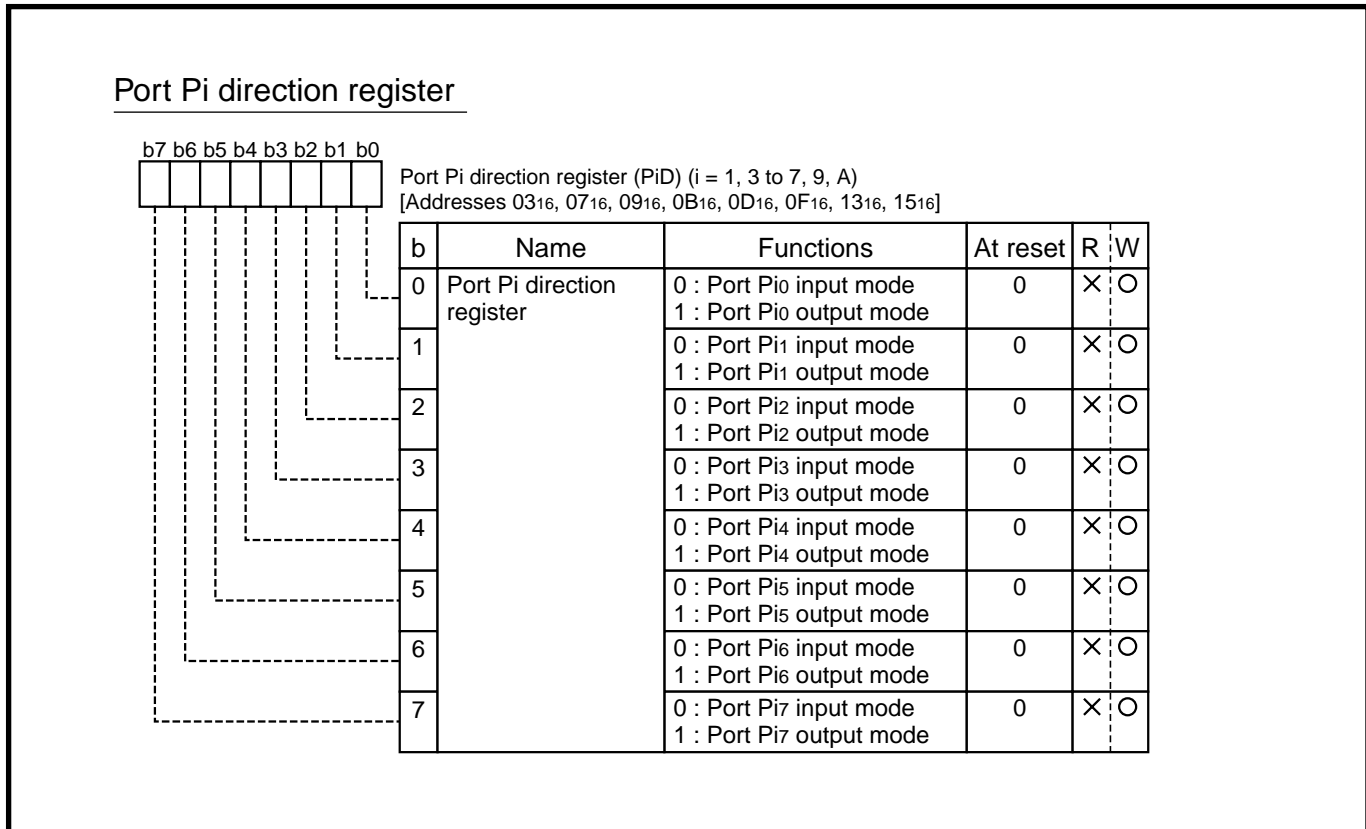 Port Pi direction register
b7 b6 b5 b4 b3 b2 b1 b0
Port Pi direction register (PiD) (i = 1, 3 to 7, 9, A)
[Addresses 0316, 0716, 0916, 0B16, 0D16, 0F16, 1316, 1516]
b Name Functions At reset R W
0 Port Pi direction register 0 : Port Pi0 input mode 0 × ○
1 : Port Pi0 output mode
1 0 : Port Pi1 input mode 0 × ○
1 : Port Pi1 output mode
2 0 : Port Pi2 input mode 0 × ○
1 : Port Pi2 output mode
3 0 : Port Pi3 input mode 0 × ○
1 : Port Pi3 output mode
4 0 : Port Pi4 input mode 0 × ○
1 : Port Pi4 output mode
5 0 : Port Pi5 input mode 0 × ○
1 : Port Pi5 output mode
6 0 : Port Pi6 input mode 0 × ○
1 : Port Pi6 output mode
7 0 : Port Pi7 input mode 0 × ○
1 : Port Pi7 output mode